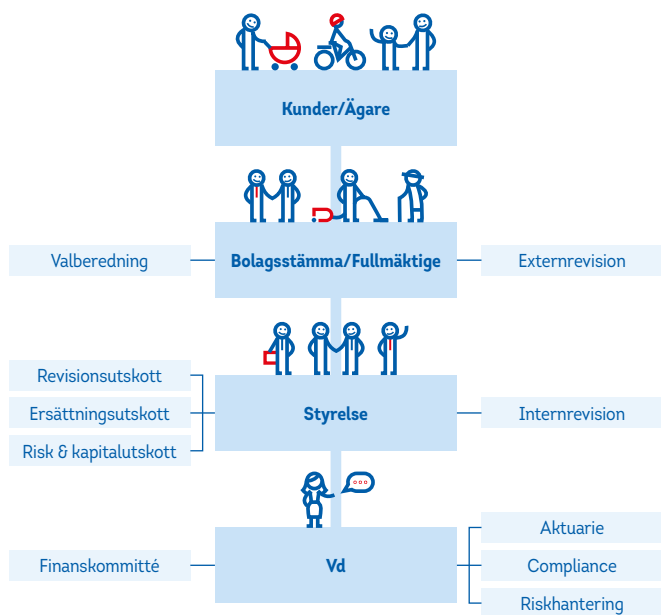 Kunder/Ägare
Valberedning
Bolagsstämma/Fullmäktige
Externrevision
Revisionsutskott
Ersättningsutskott
Risk & kapitalutskott
Styrelse
Internrevision
Finanskommitté
Vd
Aktuarie
Compliance
Riskhantering